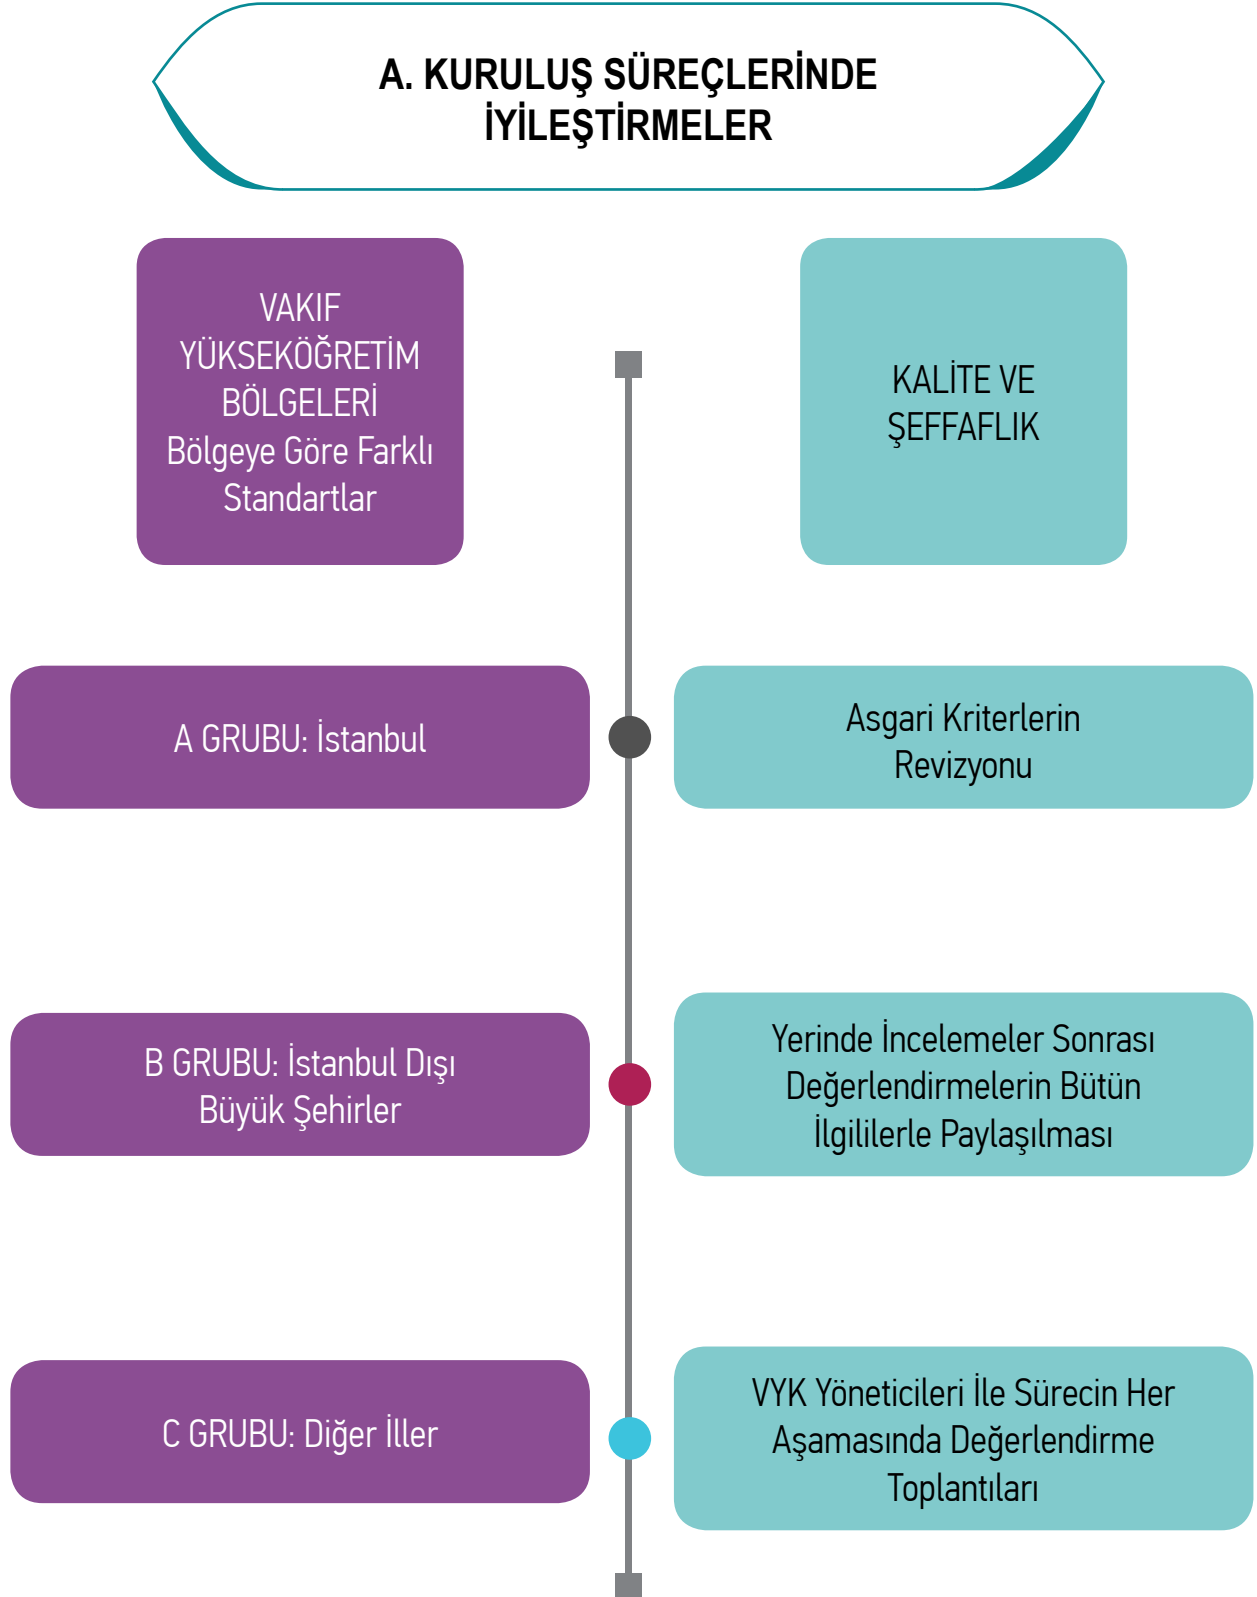 A. KURULUŞ SÜREÇLERİNDE
İYİLEŞTİRMELER
VAKIF
YÜKSEKÖĞRETİM
BÖLGELERİ
Bölgeye Göre Farklı
Standartlar
KALİTE VE
ŞEFFAFLIK
A GRUBU: İstanbul
Asgari Kriterlerin
Revizyonu
B GRUBU: İstanbul Dışı
Büyük Şehirler
Yerinde İncelemeler Sonrası
Değerlendirmelerin Bütün
İlgililerle Paylaşılması
C GRUBU: Diğer İller
VYK Yöneticileri İle Sürecin Her
Aşamasında Değerlendirme
Toplantıları